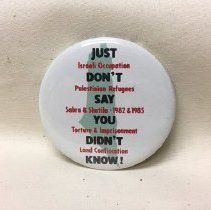 JUST
Israeli Occupation
DON'T
Palestinian Refugees
SAY
Sabra & Shatila - 1982 & 1985
YOU
Torture & Imprisonment
DIDN'T
Land Confiscation
KNOW!